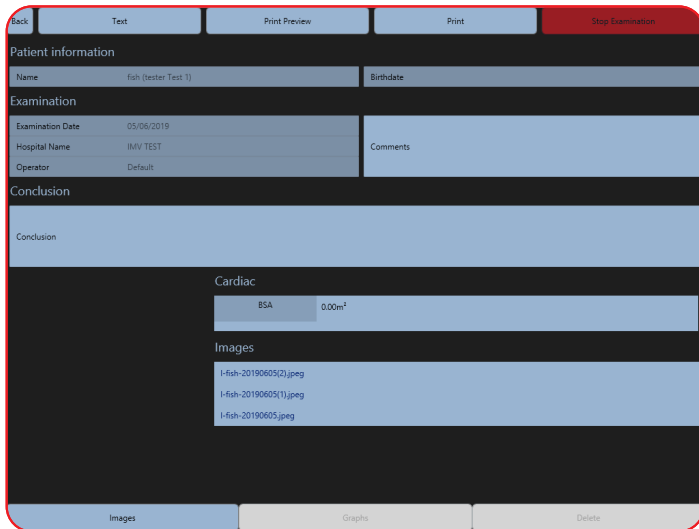 Back Text Print Preview Print Stop Examination
Patient information
Name fish (tester Test 1) Birthdate
Examination
Examination Date 05/06/2019
Hospital Name IMV TEST Comments
Operator Default
Conclusion
Conclusion
Cardiac
BSA 0.00m²
Images
I-fish-20190605(2).jpeg
I-fish-20190605(1).jpeg
I-fish-20190605.jpeg
Images Graphs Delete